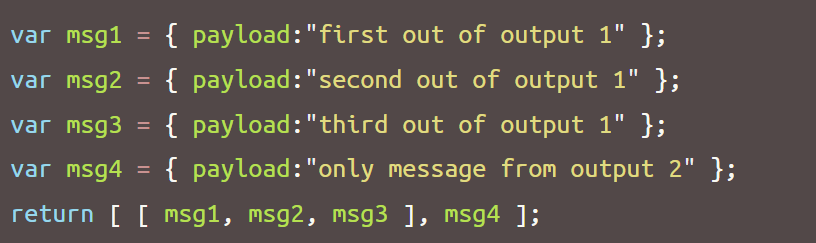 var msg1 = { payload:"first out of output 1" };
var msg2 = { payload:"second out of output 1" };
var msg3 = { payload:"third out of output 1" };
var msg4 = { payload:"only message from output 2" };
return [ [ msg1, msg2, msg3 ], msg4 ];